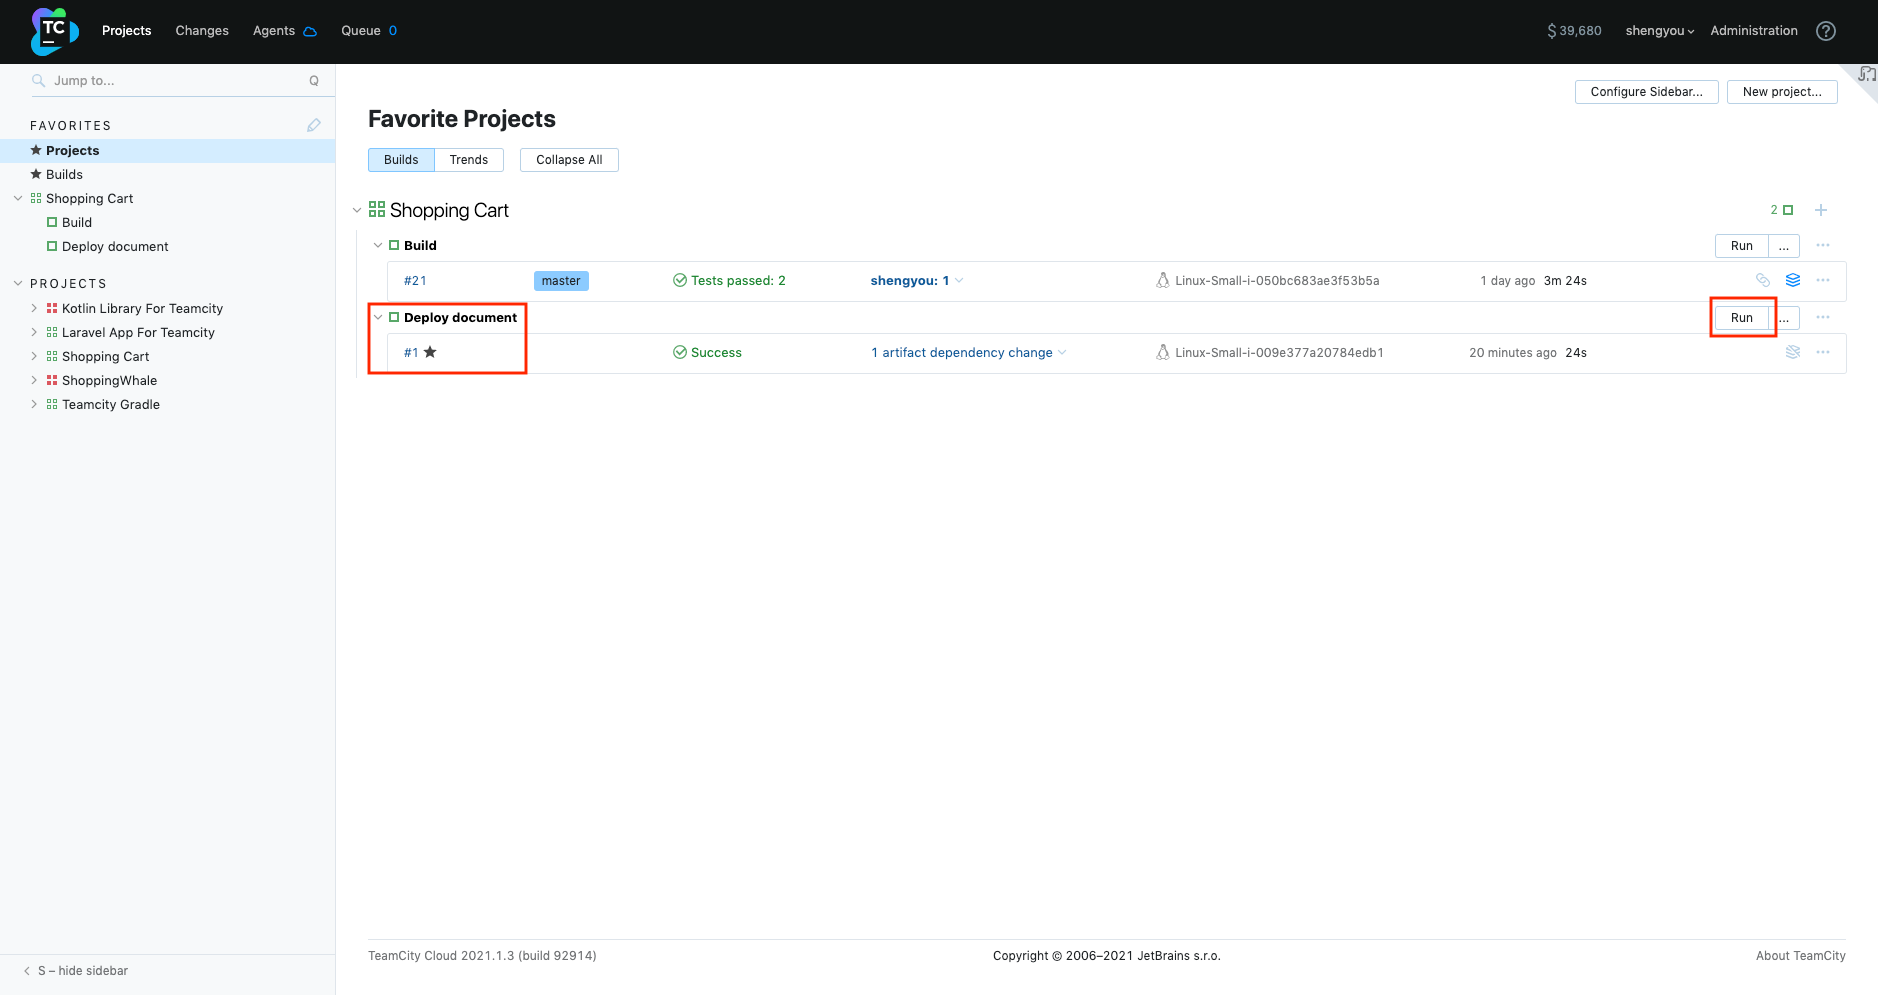 TC Projects Changes Agents Queue 0 $ 39,680 shengyou Administration ?
Jump to... Q
Configure Sidebar... New project...
FAVORITES
Favorite Projects
Projects
Builds Trends Collapse All
Builds
Shopping Cart
Shopping Cart 2
Build
Deploy document
Build Run ...
#21 master Tests passed: 2 shengyou: 1 Linux-Small-i-050bc683ae3f53b5a 1 day ago 3m 24s
PROJECTS
Kotlin Library For Teamcity
Deploy document Run ...
Laravel App For Teamcity
#1 Success 1 artifact dependency change Linux-Small-i-009e377a20784edb1 20 minutes ago 24s
Shopping Cart
ShoppingWhale
Teamcity Gradle
TeamCity Cloud 2021.1.3 (build 92914) Copyright © 2006–2021 JetBrains s.r.o. About TeamCity
S – hide sidebar